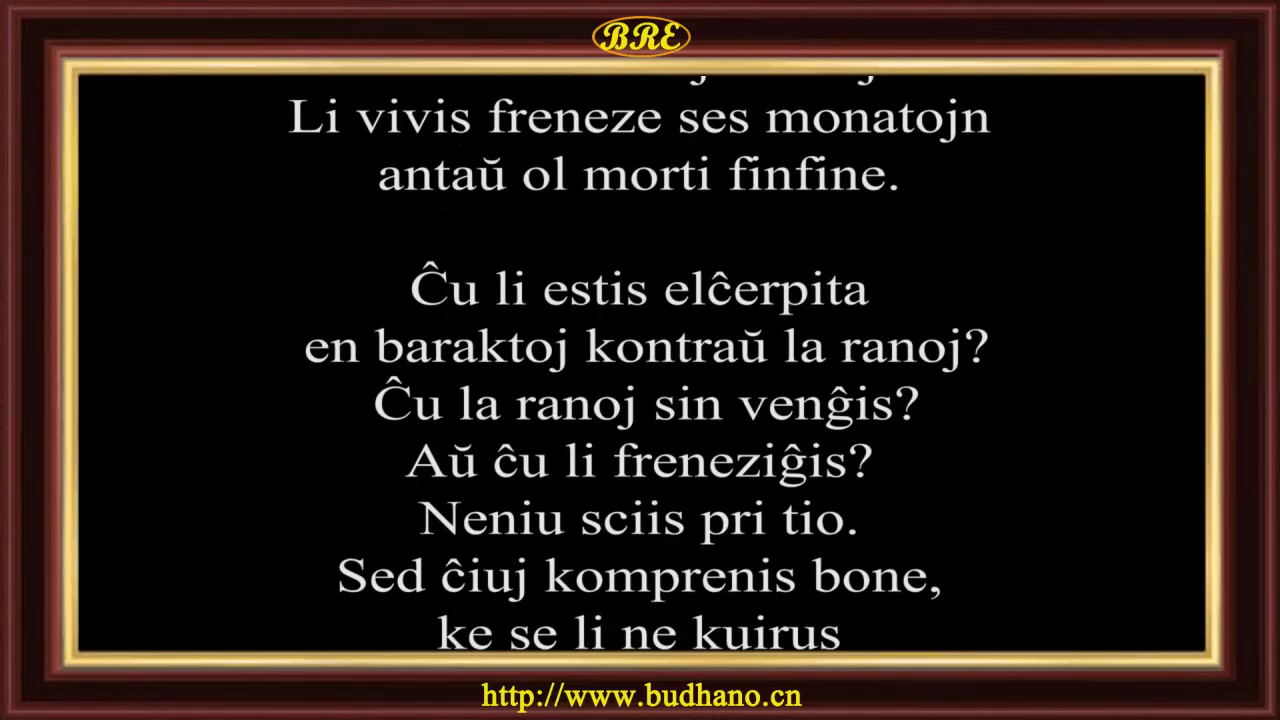 BRE
Li vivis freneze ses monatojn
antaŭ ol morti finfine.
Ĉu li estis elĉerpita
en baraktoj kontraŭ la ranoj?
Ĉu la ranoj sin venĝis?
Aŭ ĉu li freneziĝis?
Neniu sciis pri tio.
Sed ĉiuj komprenis bone,
ke se li ne kuirus
http://www.budhano.cn